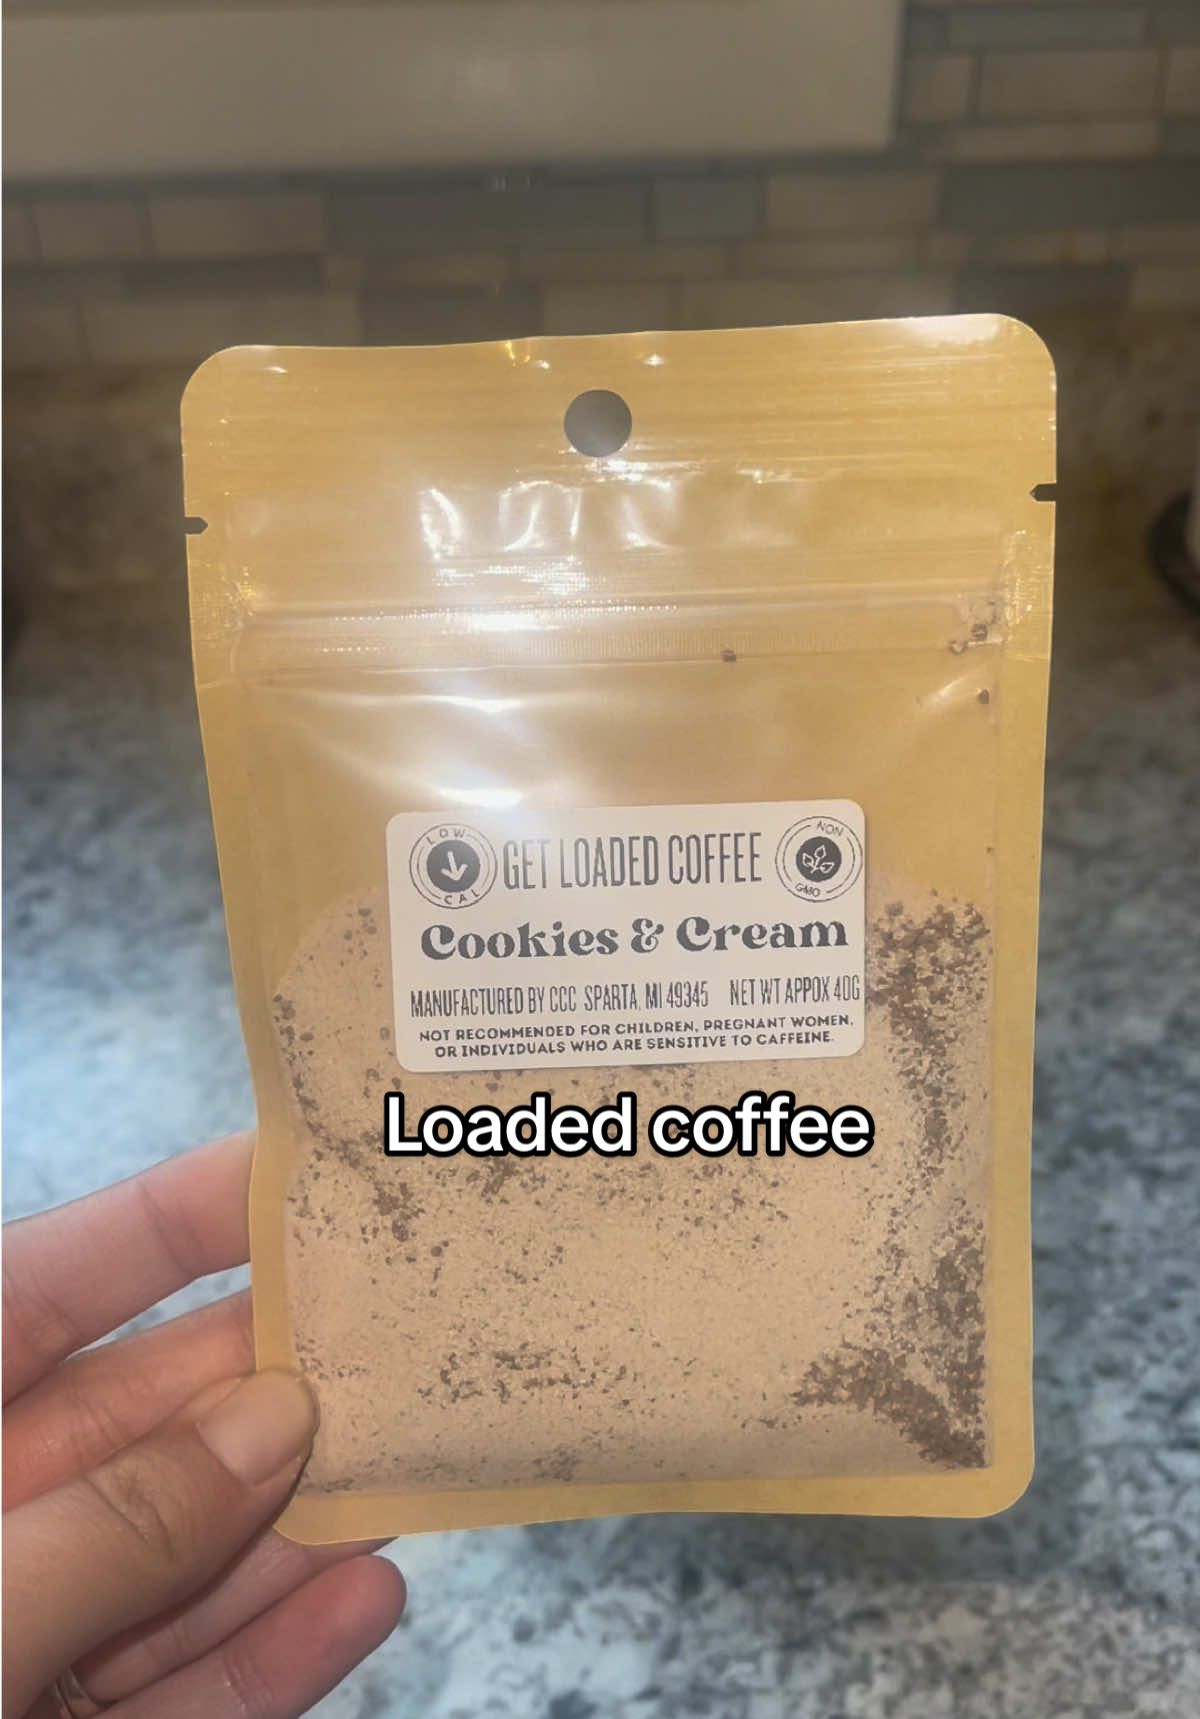 LOW
CAL
GET LOADED COFFEE
NON
GMO
Cookies & Cream
MANUFACTURED BY CCC SPARTA, MI 49345 NET WT APPOX 40G
NOT RECOMMENDED FOR CHILDREN, PREGNANT WOMEN,
OR INDIVIDUALS WHO ARE SENSITIVE TO CAFFEINE.
Loaded coffee